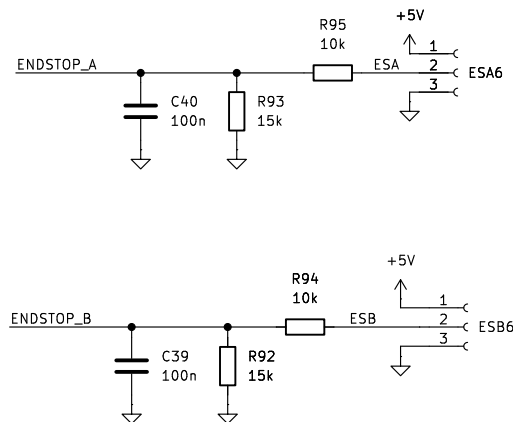 +5V
R95
10k
ENDSTOP_A
ESA
1
2
3
ESA6
C40
100n
R93
15k
+5V
R94
10k
ENDSTOP_B
ESB
1
2
3
ESB6
C39
100n
R92
15k